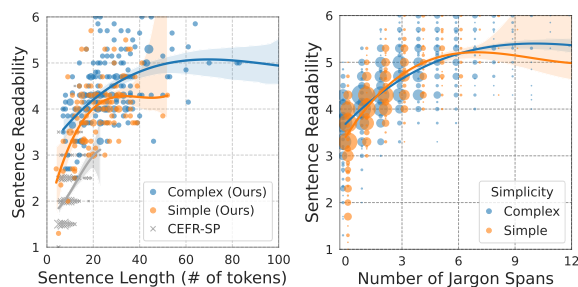 6
5
4
3
2
1
Sentence Readability
0 20 40 60 80 100
Sentence Length (# of tokens)
Complex (Ours)
Simple (Ours)
CEFR-SP
6
5
4
3
2
1
Sentence Readability
0 3 6 9 12
Number of Jargon Spans
Simplicity
Complex
Simple